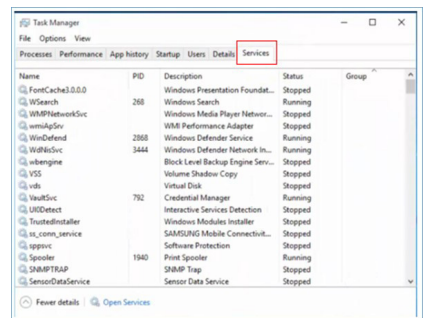 Task Manager
File Options View
Processes Performance App history Startup Users Details Services
Name PID Description Status Group
FontCache3.0.0.0 Windows Presentation Foundat... Stopped
WSearch 268 Windows Search Running
WMPNetworkSvc Windows Media Player Networ... Stopped
wmiApSrv WMI Performance Adapter Stopped
WinDefend 2868 Windows Defender Service Running
WdNisSvc 3444 Windows Defender Network In... Running
wbengine Block Level Backup Engine Serv... Stopped
VSS Volume Shadow Copy Stopped
vds Virtual Disk Stopped
VaultSvc 792 Credential Manager Running
UI0Detect Interactive Services Detection Stopped
TrustedInstaller Windows Modules Installer Stopped
ss_conn_service SAMSUNG Mobile Connectivit... Stopped
sppsvc Software Protection Stopped
Spooler 1940 Print Spooler Running
SNMPTRAP SNMP Trap Stopped
SensorDataService Sensor Data Service Stopped
Fewer details Open Services